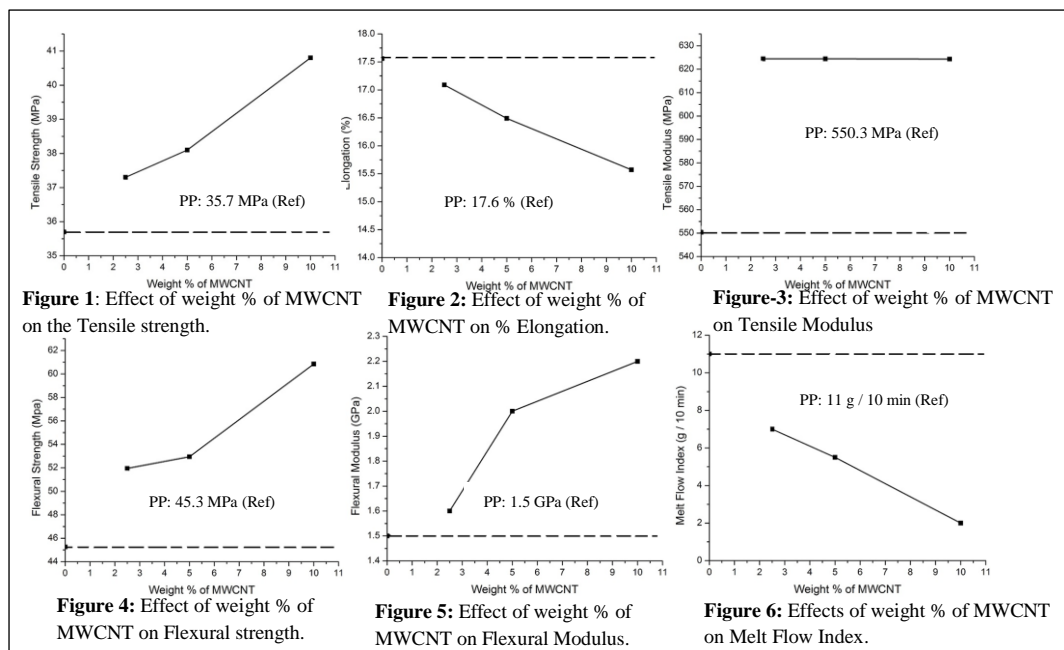 41
40
39
38
37
36
35
0 1 2 3 4 5 6 7 8 9 10 11
Tensile Strength (MPa)
Weight % of MWCNT
PP: 35.7 MPa (Ref)
Figure 1: Effect of weight % of MWCNT
on the Tensile strength.
18.0
17.5
17.0
16.5
16.0
15.5
15.0
14.5
14.0
0 1 2 3 4 5 6 7 8 9 10 11
Elongation (%)
Weight % of MWCNT
PP: 17.6 % (Ref)
Figure 2: Effect of weight % of
MWCNT on % Elongation.
630
620
610
600
590
580
570
560
550
540
0 1 2 3 4 5 6 7 8 9 10 11
Tensile Modulus (MPa)
Weight % of MWCNT
PP: 550.3 MPa (Ref)
Figure-3: Effect of weight % of MWCNT
on Tensile Modulus
62
60
58
56
54
52
50
48
46
44
0 1 2 3 4 5 6 7 8 9 10 11
Flexural Strength (Mpa)
Weight % of MWCNT
PP: 45.3 MPa (Ref)
Figure 4: Effect of weight % of
MWCNT on Flexural strength.
2.3
2.2
2.1
2.0
1.9
1.8
1.7
1.6
1.5
1.4
0 1 2 3 4 5 6 7 8 9 10 11
Flexural Modulus (GPa)
Weight % of MWCNT
PP: 1.5 GPa (Ref)
Figure 5: Effect of weight % of
MWCNT on Flexural Modulus.
12
10
8
6
4
2
0
0 1 2 3 4 5 6 7 8 9 10 11
Melt Flow Index (g / 10 min)
Weight % of MWCNT
PP: 11 g / 10 min (Ref)
Figure 6: Effects of weight % of MWCNT
on Melt Flow Index.